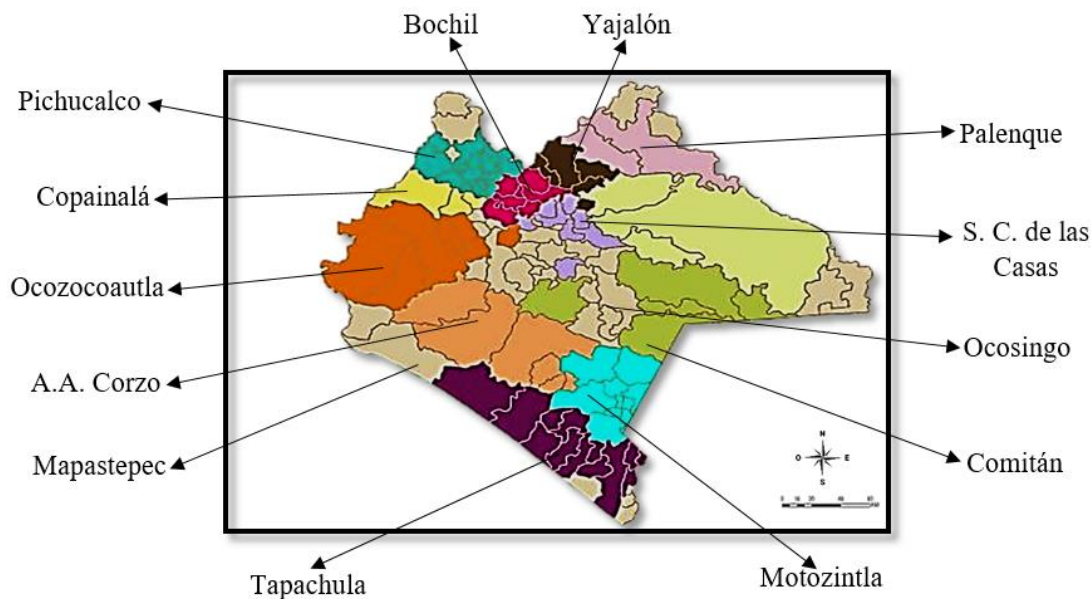 Bochil
Yajalón
Pichucalco
Palenque
Copainalá
S. C. de las
Casas
Ocozocoautla
Ocosingo
A.A. Corzo
Mapastepec
Comitán
N
O E
S
Tapachula
Motozintla